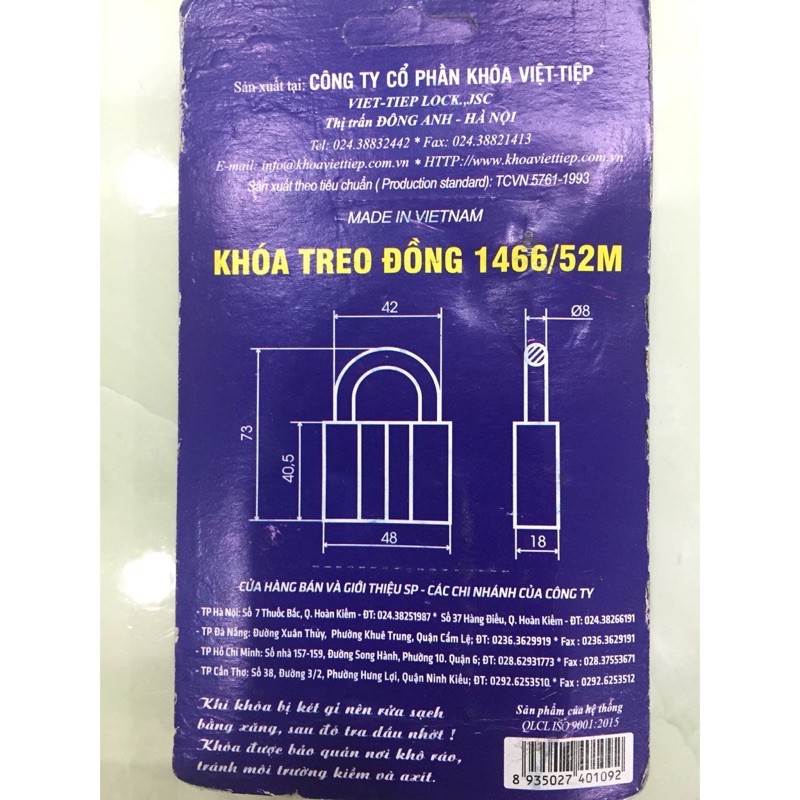 Sản xuất tại: CÔNG TY CỔ PHẦN KHÓA VIỆT-TIỆP
VIET-TIEP LOCK.,JSC
Thị trấn ĐÔNG ANH - HÀ NỘI
Tel: 024.38832442 * Fax: 024.38821413
E-mail: info@khoaviettiep.com.vn * HTTP://www.khoaviettiep.com.vn
Sản xuất theo tiêu chuẩn ( Production standard): TCVN 5761-1993
MADE IN VIETNAM
KHÓA TREO ĐỒNG 1466/52M
42
Ø8
73
40,5
48
18
CỬA HÀNG BÁN VÀ GIỚI THIỆU SP - CÁC CHI NHÁNH CỦA CÔNG TY
- TP Hà Nội: Số 7 Thuốc Bắc, Q. Hoàn Kiếm - ĐT: 024.38251987 * Số 37 Hàng Điếu, Q. Hoàn Kiếm - ĐT: 024.38266191
- TP Đà Nẵng: Đường Xuân Thủy, Phường Khuê Trung, Quận Cẩm Lệ; ĐT: 0236.3629919 * Fax : 0236.3629191
- TP Hồ Chí Minh: Số nhà 157-159, Đường Song Hành, Phường 10. Quận 6; ĐT: 028.62931773 * Fax : 028.37553671
- TP Cần Thơ: Số 38, Đường 3/2, Phường Hưng Lợi, Quận Ninh Kiều; ĐT: 0292.6253510 * Fax : 0292.6253512
Khi khóa bị kẹt gỉ nên rửa sạch
bằng xăng, sau đó tra dầu nhớt !
Khóa được bảo quản nơi khô ráo,
tránh môi trường kiềm và axit.
Sản phẩm của hệ thống
QLCL ISO 9001:2015
8 935027 401092